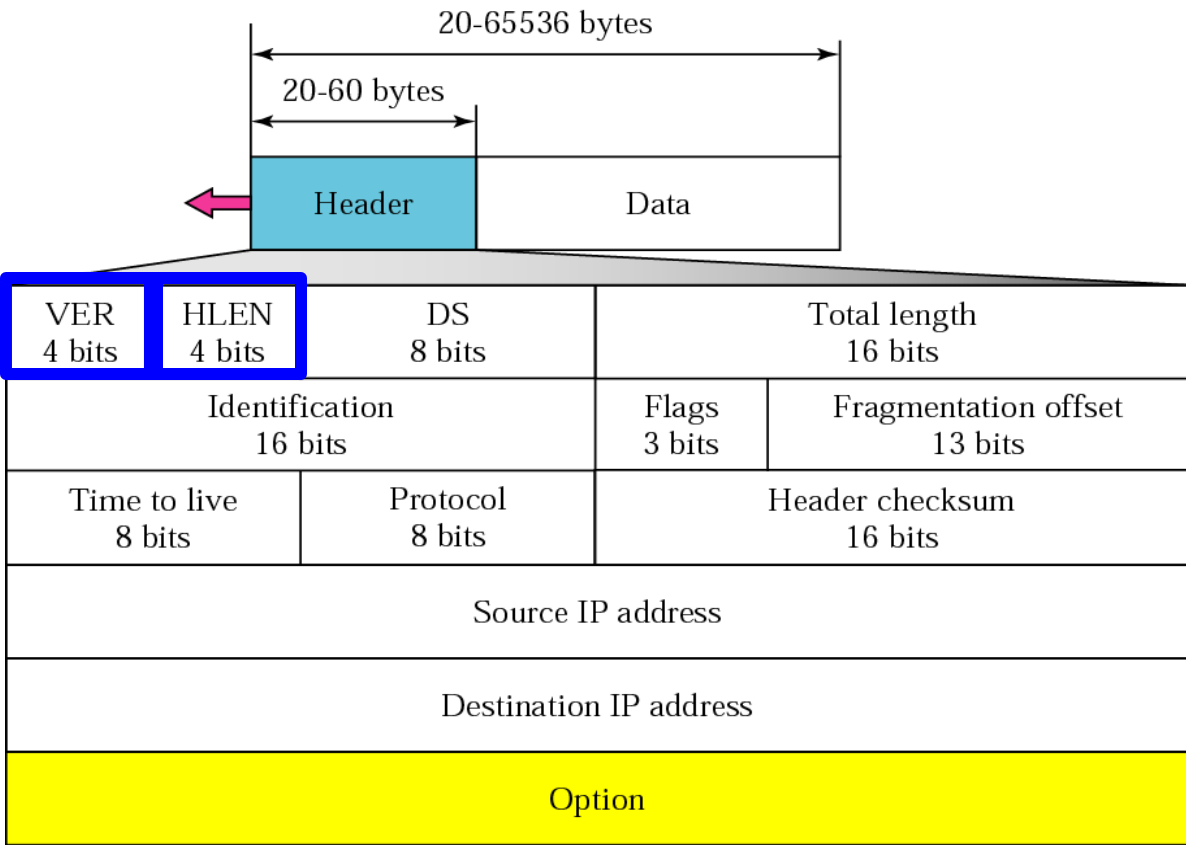 20-65536 bytes
20-60 bytes
Header
Data
VER
4 bits
HLEN
4 bits
DS
8 bits
Total length
16 bits
Identification
16 bits
Flags
3 bits
Fragmentation offset
13 bits
Time to live
8 bits
Protocol
8 bits
Header checksum
16 bits
Source IP address
Destination IP address
Option